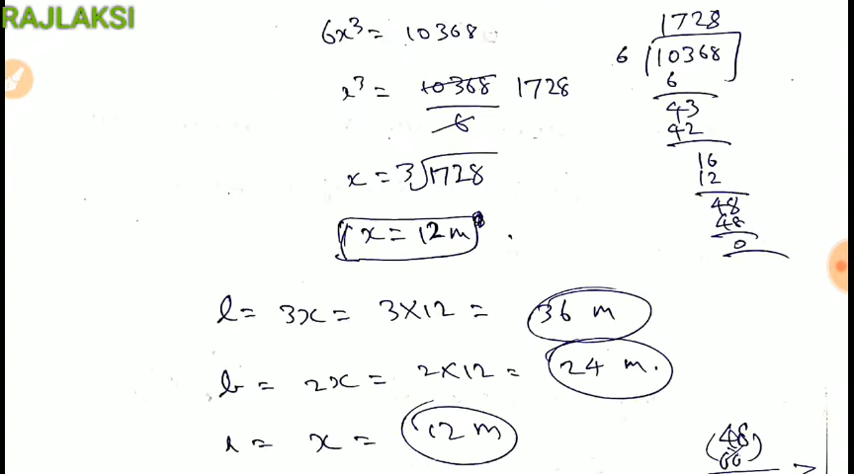 RAJLAKSI
6x³ = 10368
x³ = 10368 1728
6
x = 3√1728
x = 12 m
l = 3x = 3×12 = 36 m
b = 2x = 2×12 = 24 m.
= x = 12 m
1728
6 10368
6
43
42
16
12
48
48
0